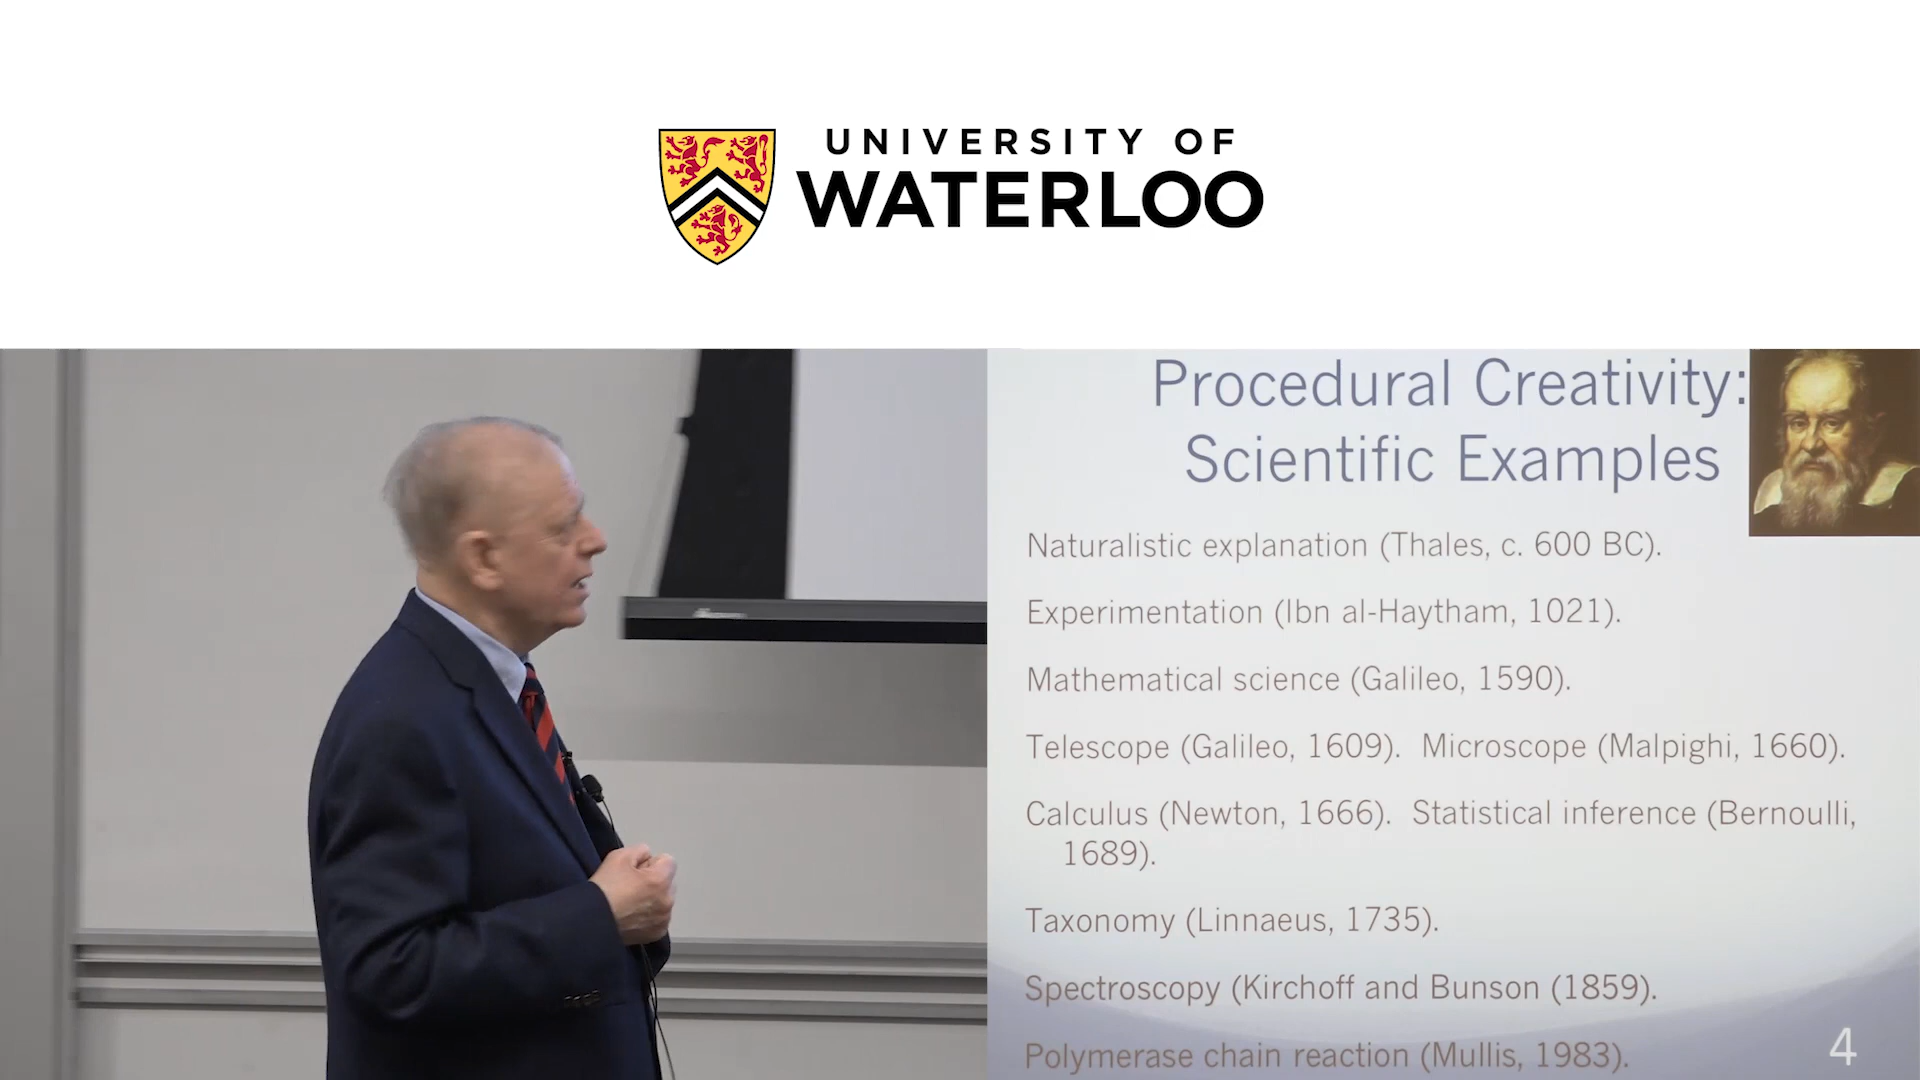 UNIVERSITY OF
WATERLOO
Procedural Creativity:
Scientific Examples
Naturalistic explanation (Thales, c. 600 BC).
Experimentation (Ibn al-Haytham, 1021).
Mathematical science (Galileo, 1590).
Telescope (Galileo, 1609). Microscope (Malpighi, 1660).
Calculus (Newton, 1666). Statistical inference (Bernoulli,
1689).
Taxonomy (Linnaeus, 1735).
Spectroscopy (Kirchoff and Bunson (1859).
Polymerase chain reaction (Mullis, 1983).
4